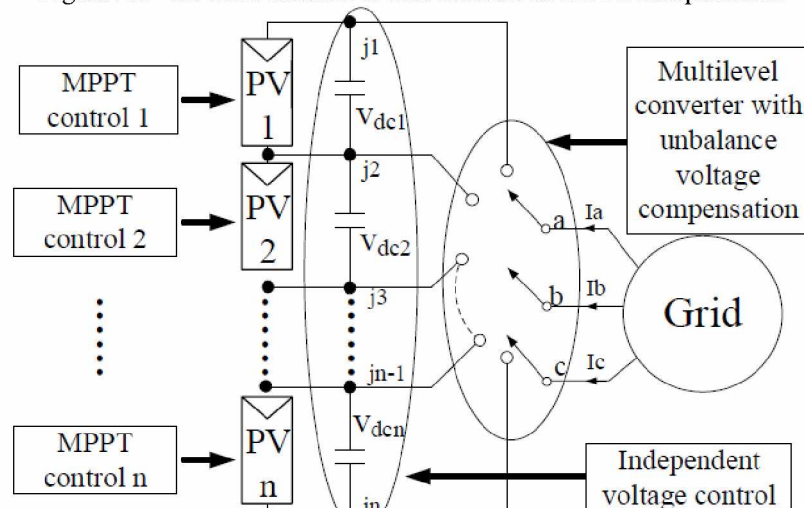 MPPT
control 1
PV
1
j1
Vdc1
Multilevel
converter with
unbalance
voltage
compensation
MPPT
control 2
PV
2
j2
Vdc2
a
Ia
j3
b
Ib
Grid
jn-1
c
Ic
MPPT
control n
PV
n
Vdcn
jn
Independent
voltage control